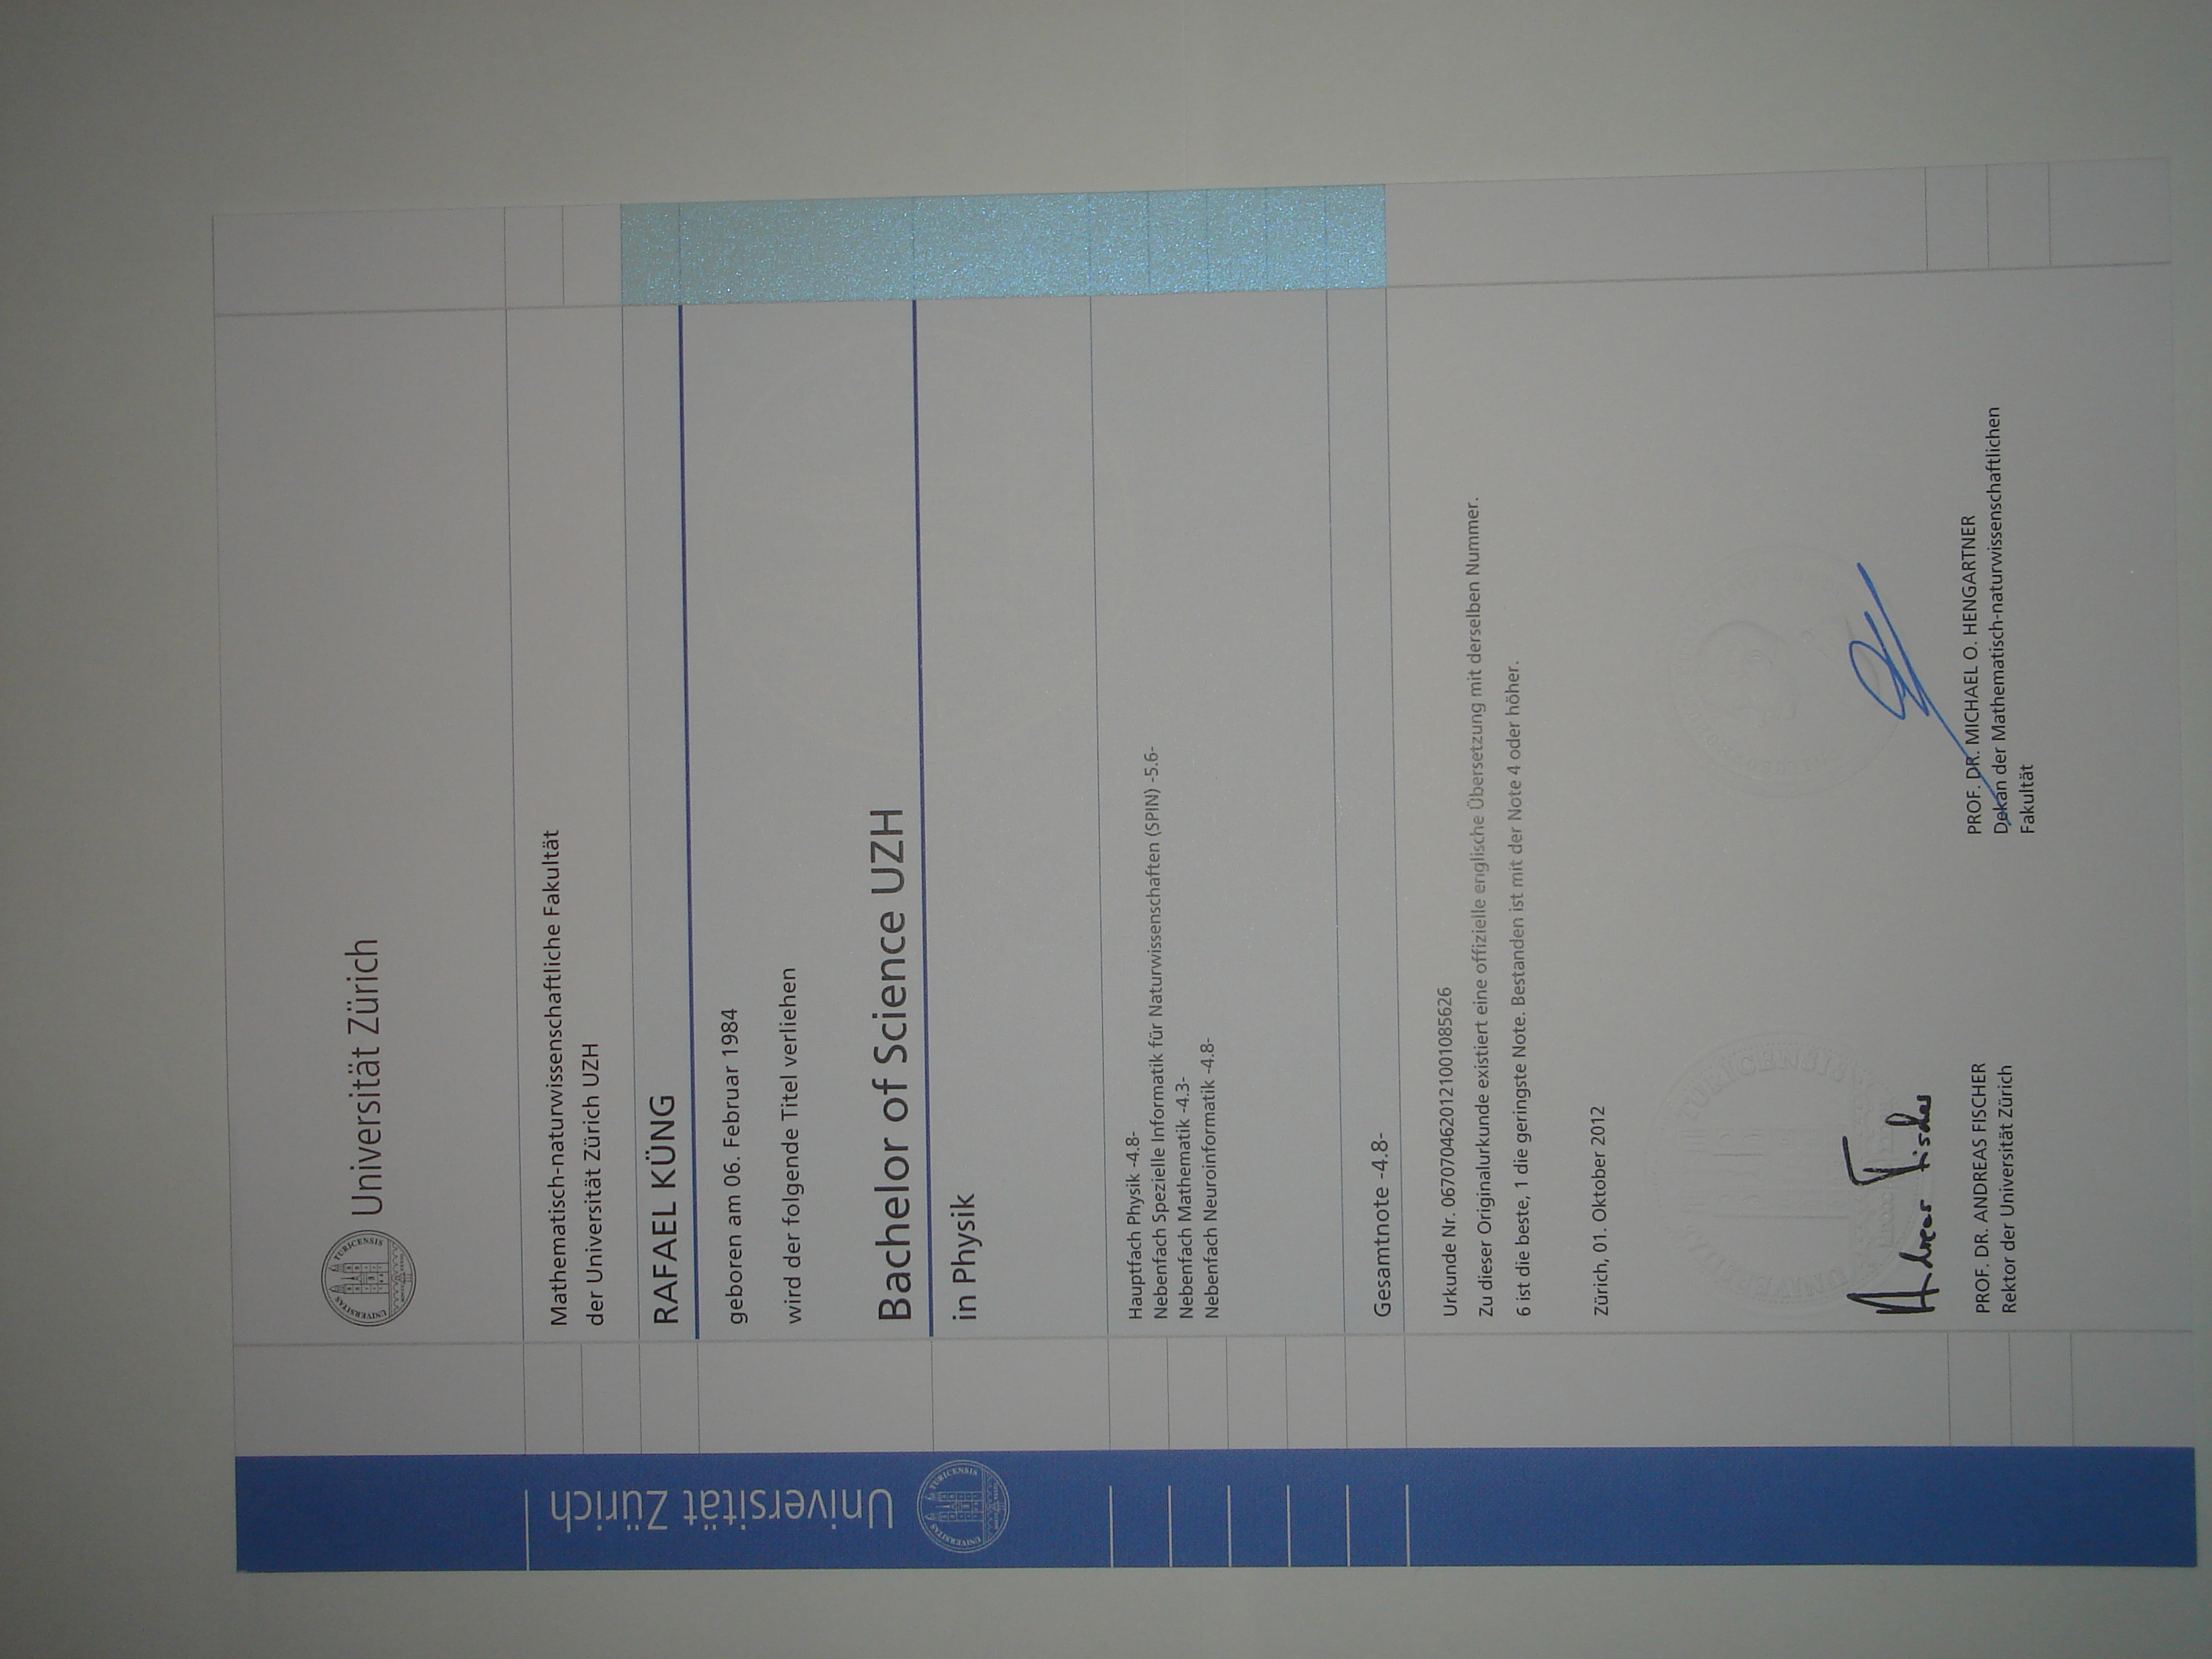 Universität Zürich
UNIVERSITAS TURICENSIS
Mathematisch-naturwissenschaftliche Fakultät
der Universität Zürich UZH
RAFAEL KÜNG
geboren am 06. Februar 1984
wird der folgende Titel verliehen
Bachelor of Science UZH
in Physik
Hauptfach Physik -4.8-
Nebenfach Spezielle Informatik für Naturwissenschaften (SPIN) -5.6-
Nebenfach Mathematik -4.3-
Nebenfach Neuroinformatik -4.8-
Gesamtnote -4.8-
Urkunde Nr. 06707046201210010856​26
Zu dieser Originalurkunde existiert eine offizielle englische Übersetzung mit derselben Nummer.
6 ist die beste, 1 die geringste Note. Bestanden ist mit der Note 4 oder höher.
Zürich, 01. Oktober 2012
Andreas Fischer
PROF. DR. ANDREAS FISCHER
Rektor der Universität Zürich
PROF. DR. MICHAEL O. HENGARTNER
Dekan der Mathematisch-naturwissenschaftlichen
Fakultät
Universität Zürich
UNIVERSITAS TURICENSIS